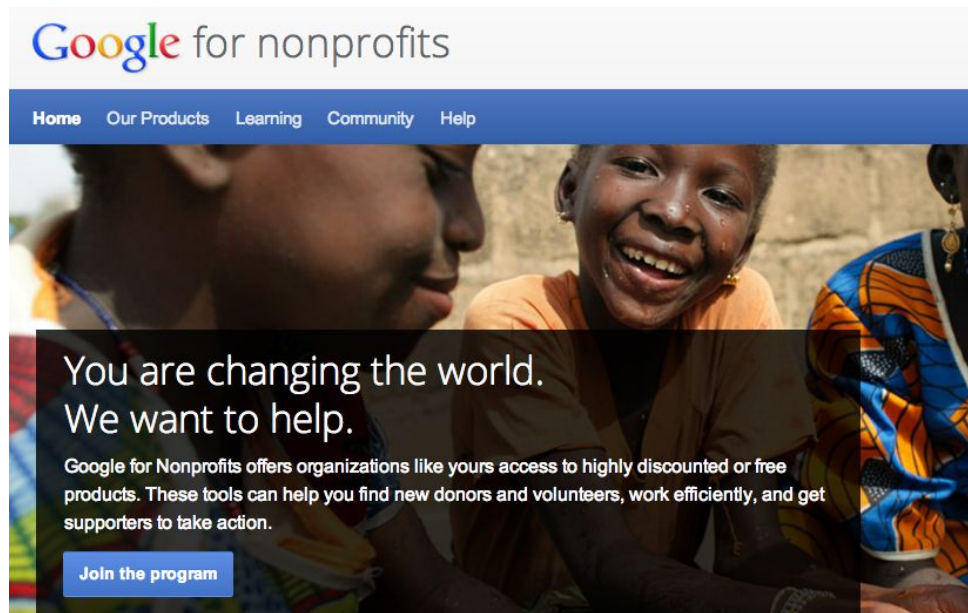 Google for nonprofits
Home Our Products Learning Community Help
You are changing the world.
We want to help.
Google for Nonprofits offers organizations like yours access to highly discounted or free
products. These tools can help you find new donors and volunteers, work efficiently, and get
supporters to take action.
Join the program